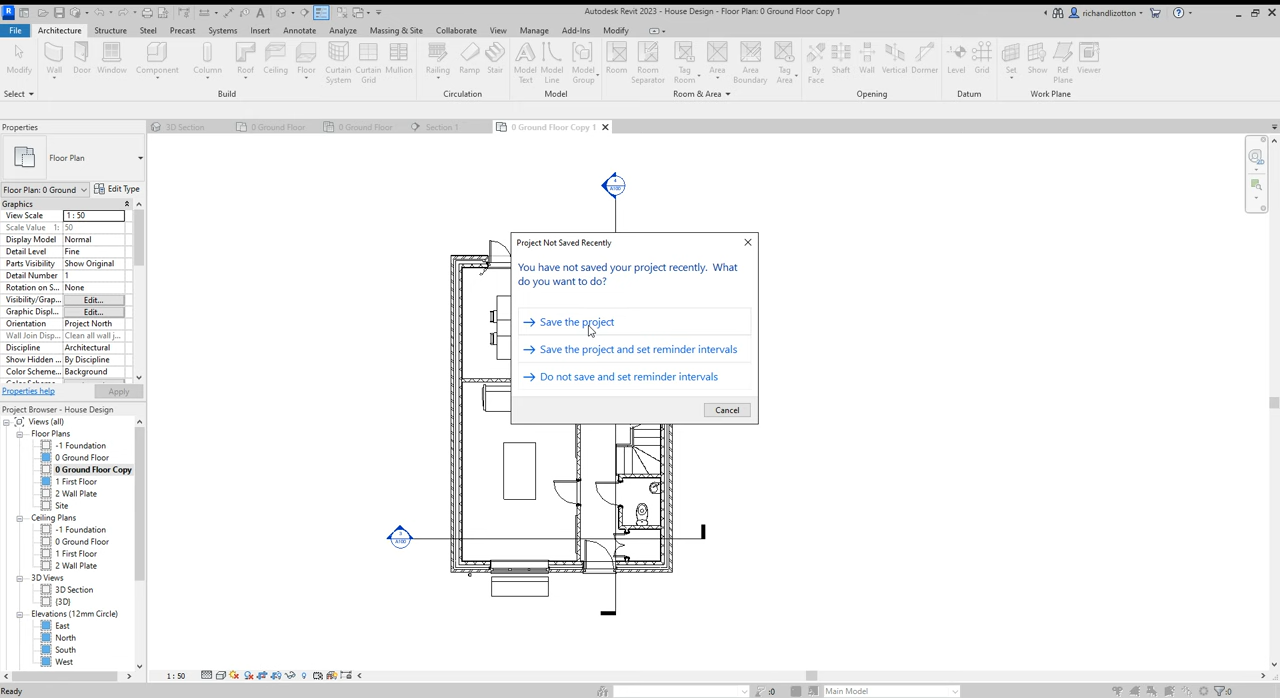 R
Autodesk Revit 2023 - House Design - Floor Plan: 0 Ground Floor Copy 1
richandlizotton
File Architecture Structure Steel Precast Systems Insert Annotate Analyze Massing & Site Collaborate View Manage Add-Ins Modify
Modify Wall Door Window Component Column Roof Ceiling Floor Curtain System Curtain Grid Mullion Railing Ramp Stair Model Text Model Line Model Group Room Room Separator Tag Room Area Area Boundary Tag Area By Face Shaft Wall Vertical Dormer Level Grid Set Show Ref Plane Viewer
Select Build Circulation Model Room & Area Opening Datum Work Plane
Properties
3D Section 0 Ground Floor 0 Ground Floor Section 1 0 Ground Floor Copy 1
Floor Plan
Floor Plan: 0 Ground Edit Type
Graphics
View Scale 1 : 50
Scale Value 1: 50
Display Model Normal
Detail Level Fine
Parts Visibility Show Original
Detail Number 1
Rotation on S... None
Visibility/Grap... Edit...
Graphic Displ... Edit...
Orientation Project North
Wall Join Disp... Clean all wall j...
Discipline Architectural
Show Hidden ... By Discipline
Color Scheme... Background
Properties help Apply
Project Browser - House Design
Views (all)
Floor Plans
-1 Foundation
0 Ground Floor
0 Ground Floor Copy
1 First Floor
2 Wall Plate
Site
Ceiling Plans
-1 Foundation
0 Ground Floor
1 First Floor
2 Wall Plate
3D Views
3D Section
{3D}
Elevations (12mm Circle)
East
North
South
West
4
A100
Project Not Saved Recently
You have not saved your project recently. What
do you want to do?
Save the project
Save the project and set reminder intervals
Do not save and set reminder intervals
Cancel
3
A100
1 : 50
Ready
:0
Main Model
:0